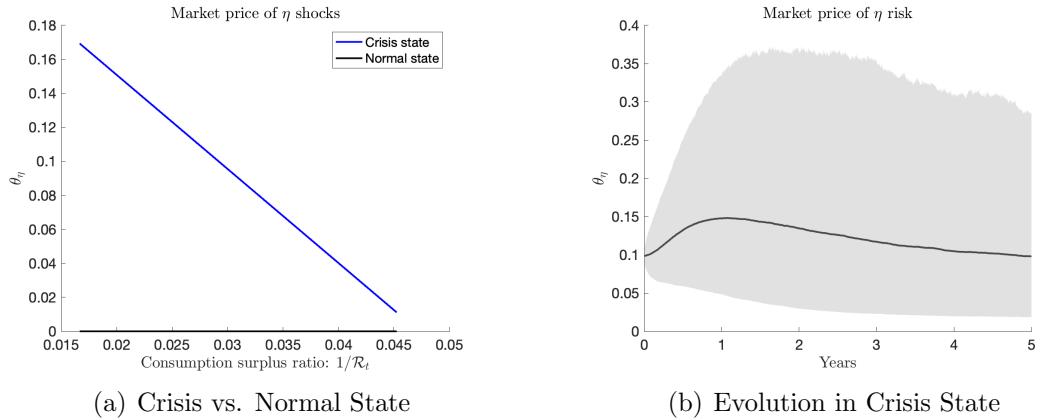 Market price of η shocks
0.18
0.16
0.14
0.12
0.1
0.08
0.06
0.04
0.02
0
θ_η
Crisis state
Normal state
0.015 0.02 0.025 0.03 0.035 0.04 0.045 0.05
Consumption surplus ratio: 1/ℛ_t
(a) Crisis vs. Normal State
Market price of η risk
0.4
0.35
0.3
0.25
0.2
0.15
0.1
0.05
0
θ_η
0 1 2 3 4 5
Years
(b) Evolution in Crisis State